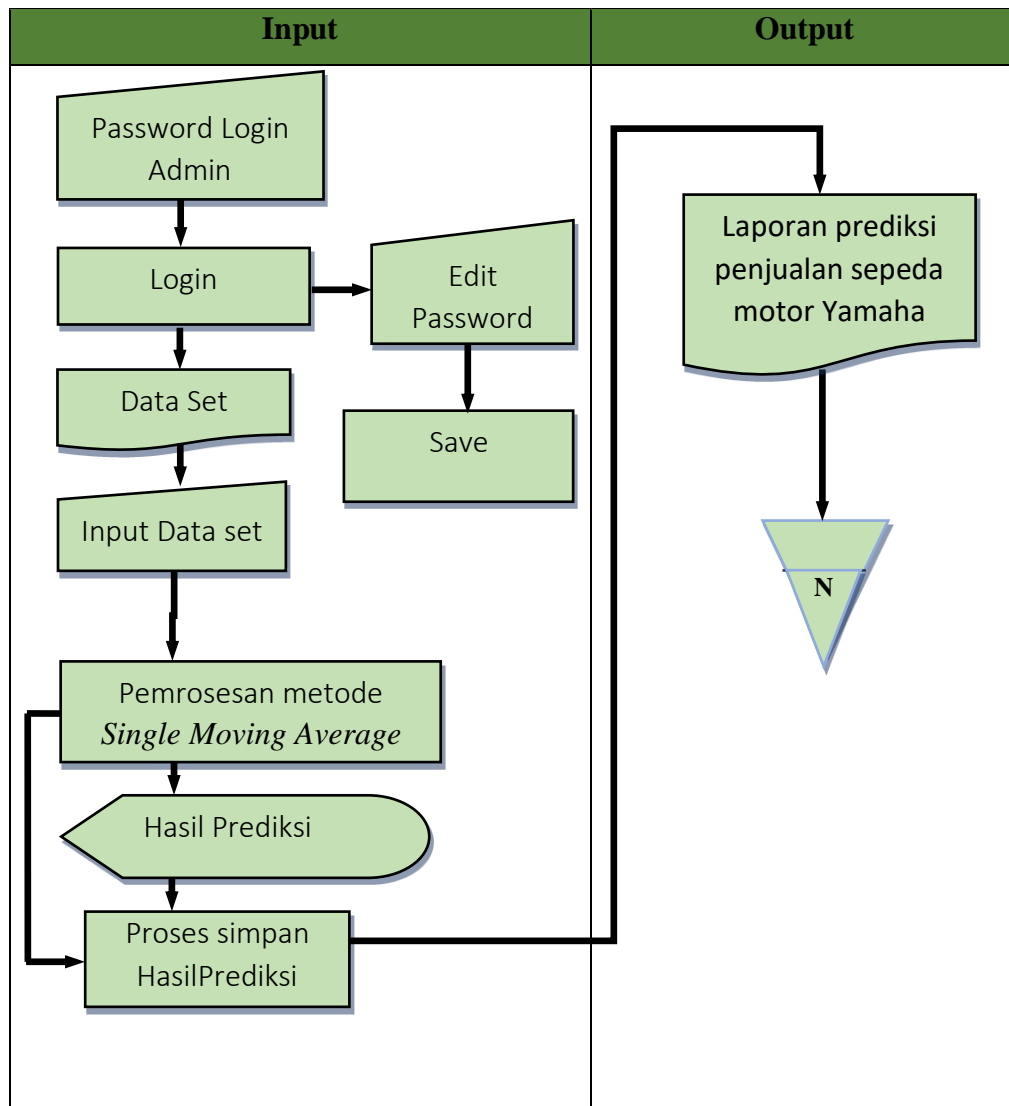 Input
Output
Password Login
Admin
Login
Edit
Password
Save
Data Set
Input Data set
Pemrosesan metode
Single Moving Average
Hasil Prediksi
Proses simpan
HasilPrediksi
Laporan prediksi
penjualan sepeda
motor Yamaha
N